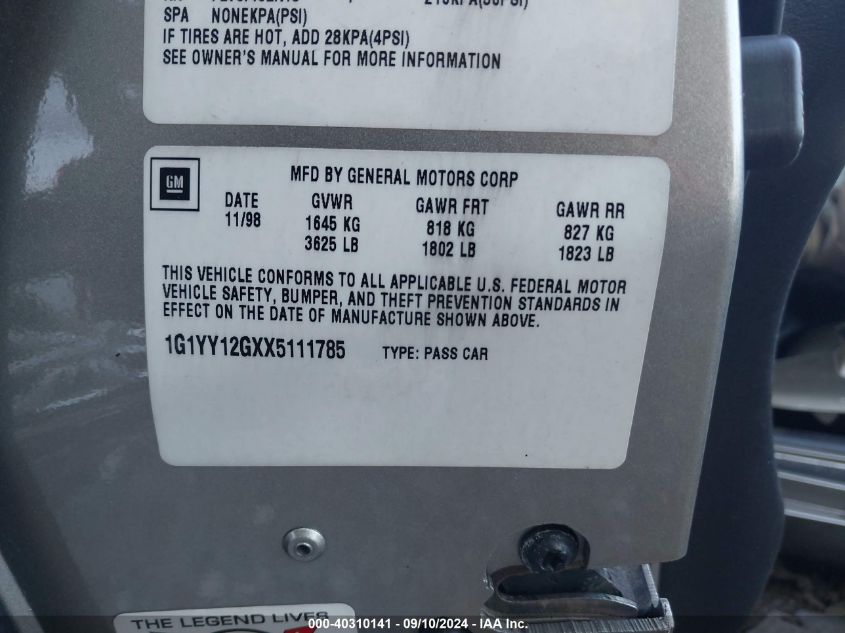 SPA NONEKPA(PSI)
IF TIRES ARE HOT, ADD 28KPA(4PSI)
SEE OWNER'S MANUAL FOR MORE INFORMATION
GM
MFD BY GENERAL MOTORS CORP
DATE GVWR GAWR FRT GAWR RR
11/98 1645 KG 818 KG 827 KG
3625 LB 1802 LB 1823 LB
THIS VEHICLE CONFORMS TO ALL APPLICABLE U.S. FEDERAL MOTOR
VEHICLE SAFETY, BUMPER, AND THEFT PREVENTION STANDARDS IN
EFFECT ON THE DATE OF MANUFACTURE SHOWN ABOVE.
1G1YY12GXX5111785 TYPE: PASS CAR
THE LEGEND LIVES
000-40310141 - 09/10/2024 - IAA Inc.